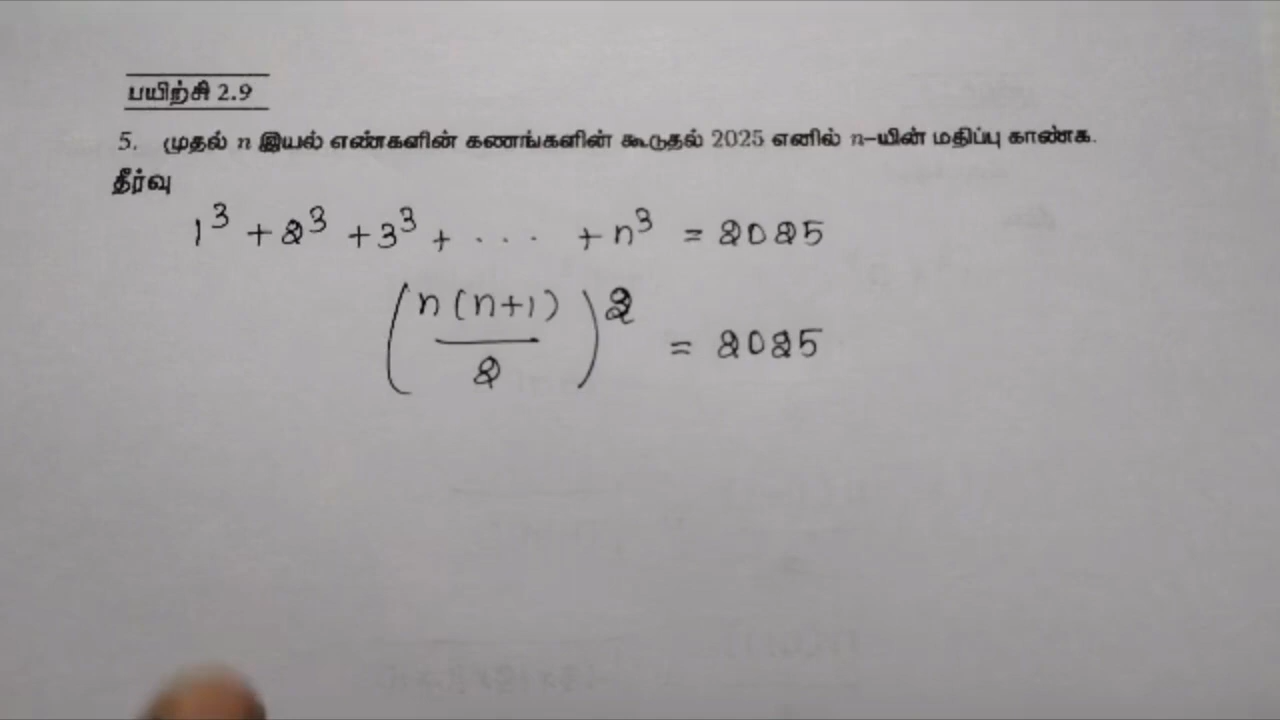 பயிற்சி 2.9
5. முதல் n இயல் எண்களின் கணங்களின் கூடுதல் 2025 எனில் n-யின் மதிப்பு காண்க.
தீர்வு
1³ + 2³ + 3³ + ... + n³ = 2025
(n(n+1)/2)² = 2025